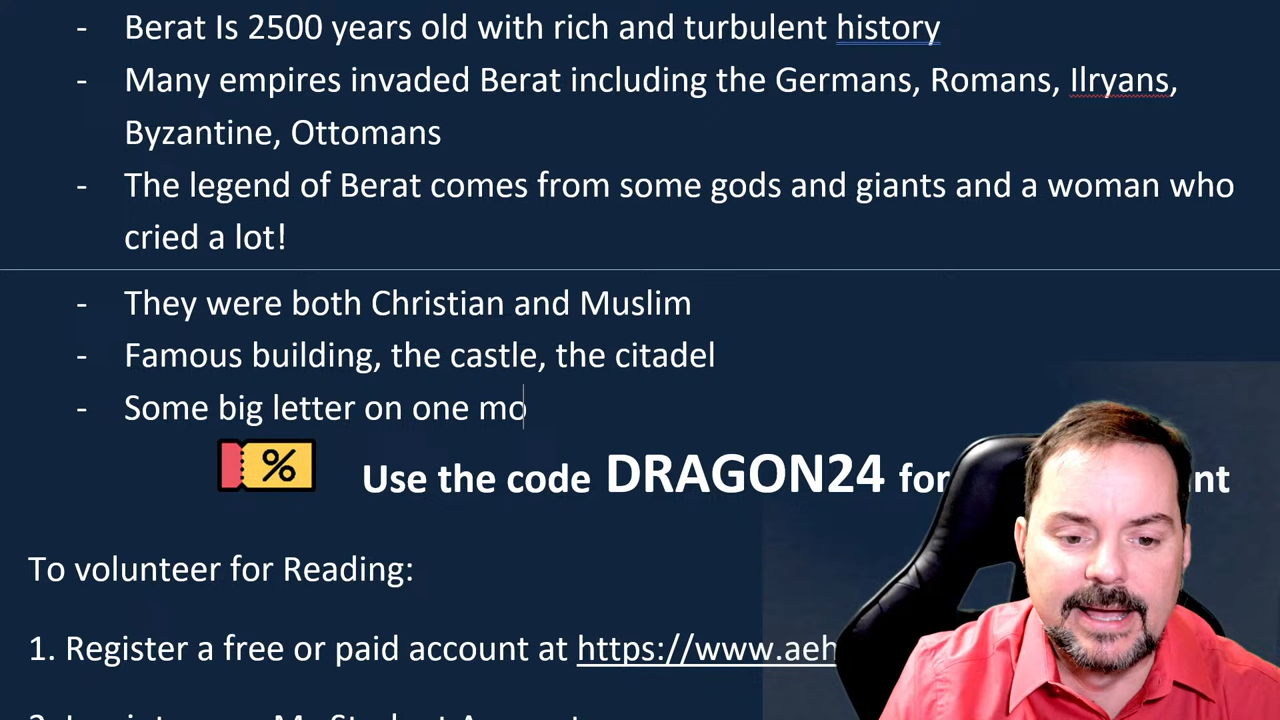 - Berat Is 2500 years old with rich and turbulent history
- Many empires invaded Berat including the Germans, Romans, Ilryans,
Byzantine, Ottomans
- The legend of Berat comes from some gods and giants and a woman who
cried a lot!
- They were both Christian and Muslim
- Famous building, the castle, the citadel
- Some big letter on one mo
% Use the code DRAGON24 for
To volunteer for Reading:
1. Register a free or paid account at https://www.aeh